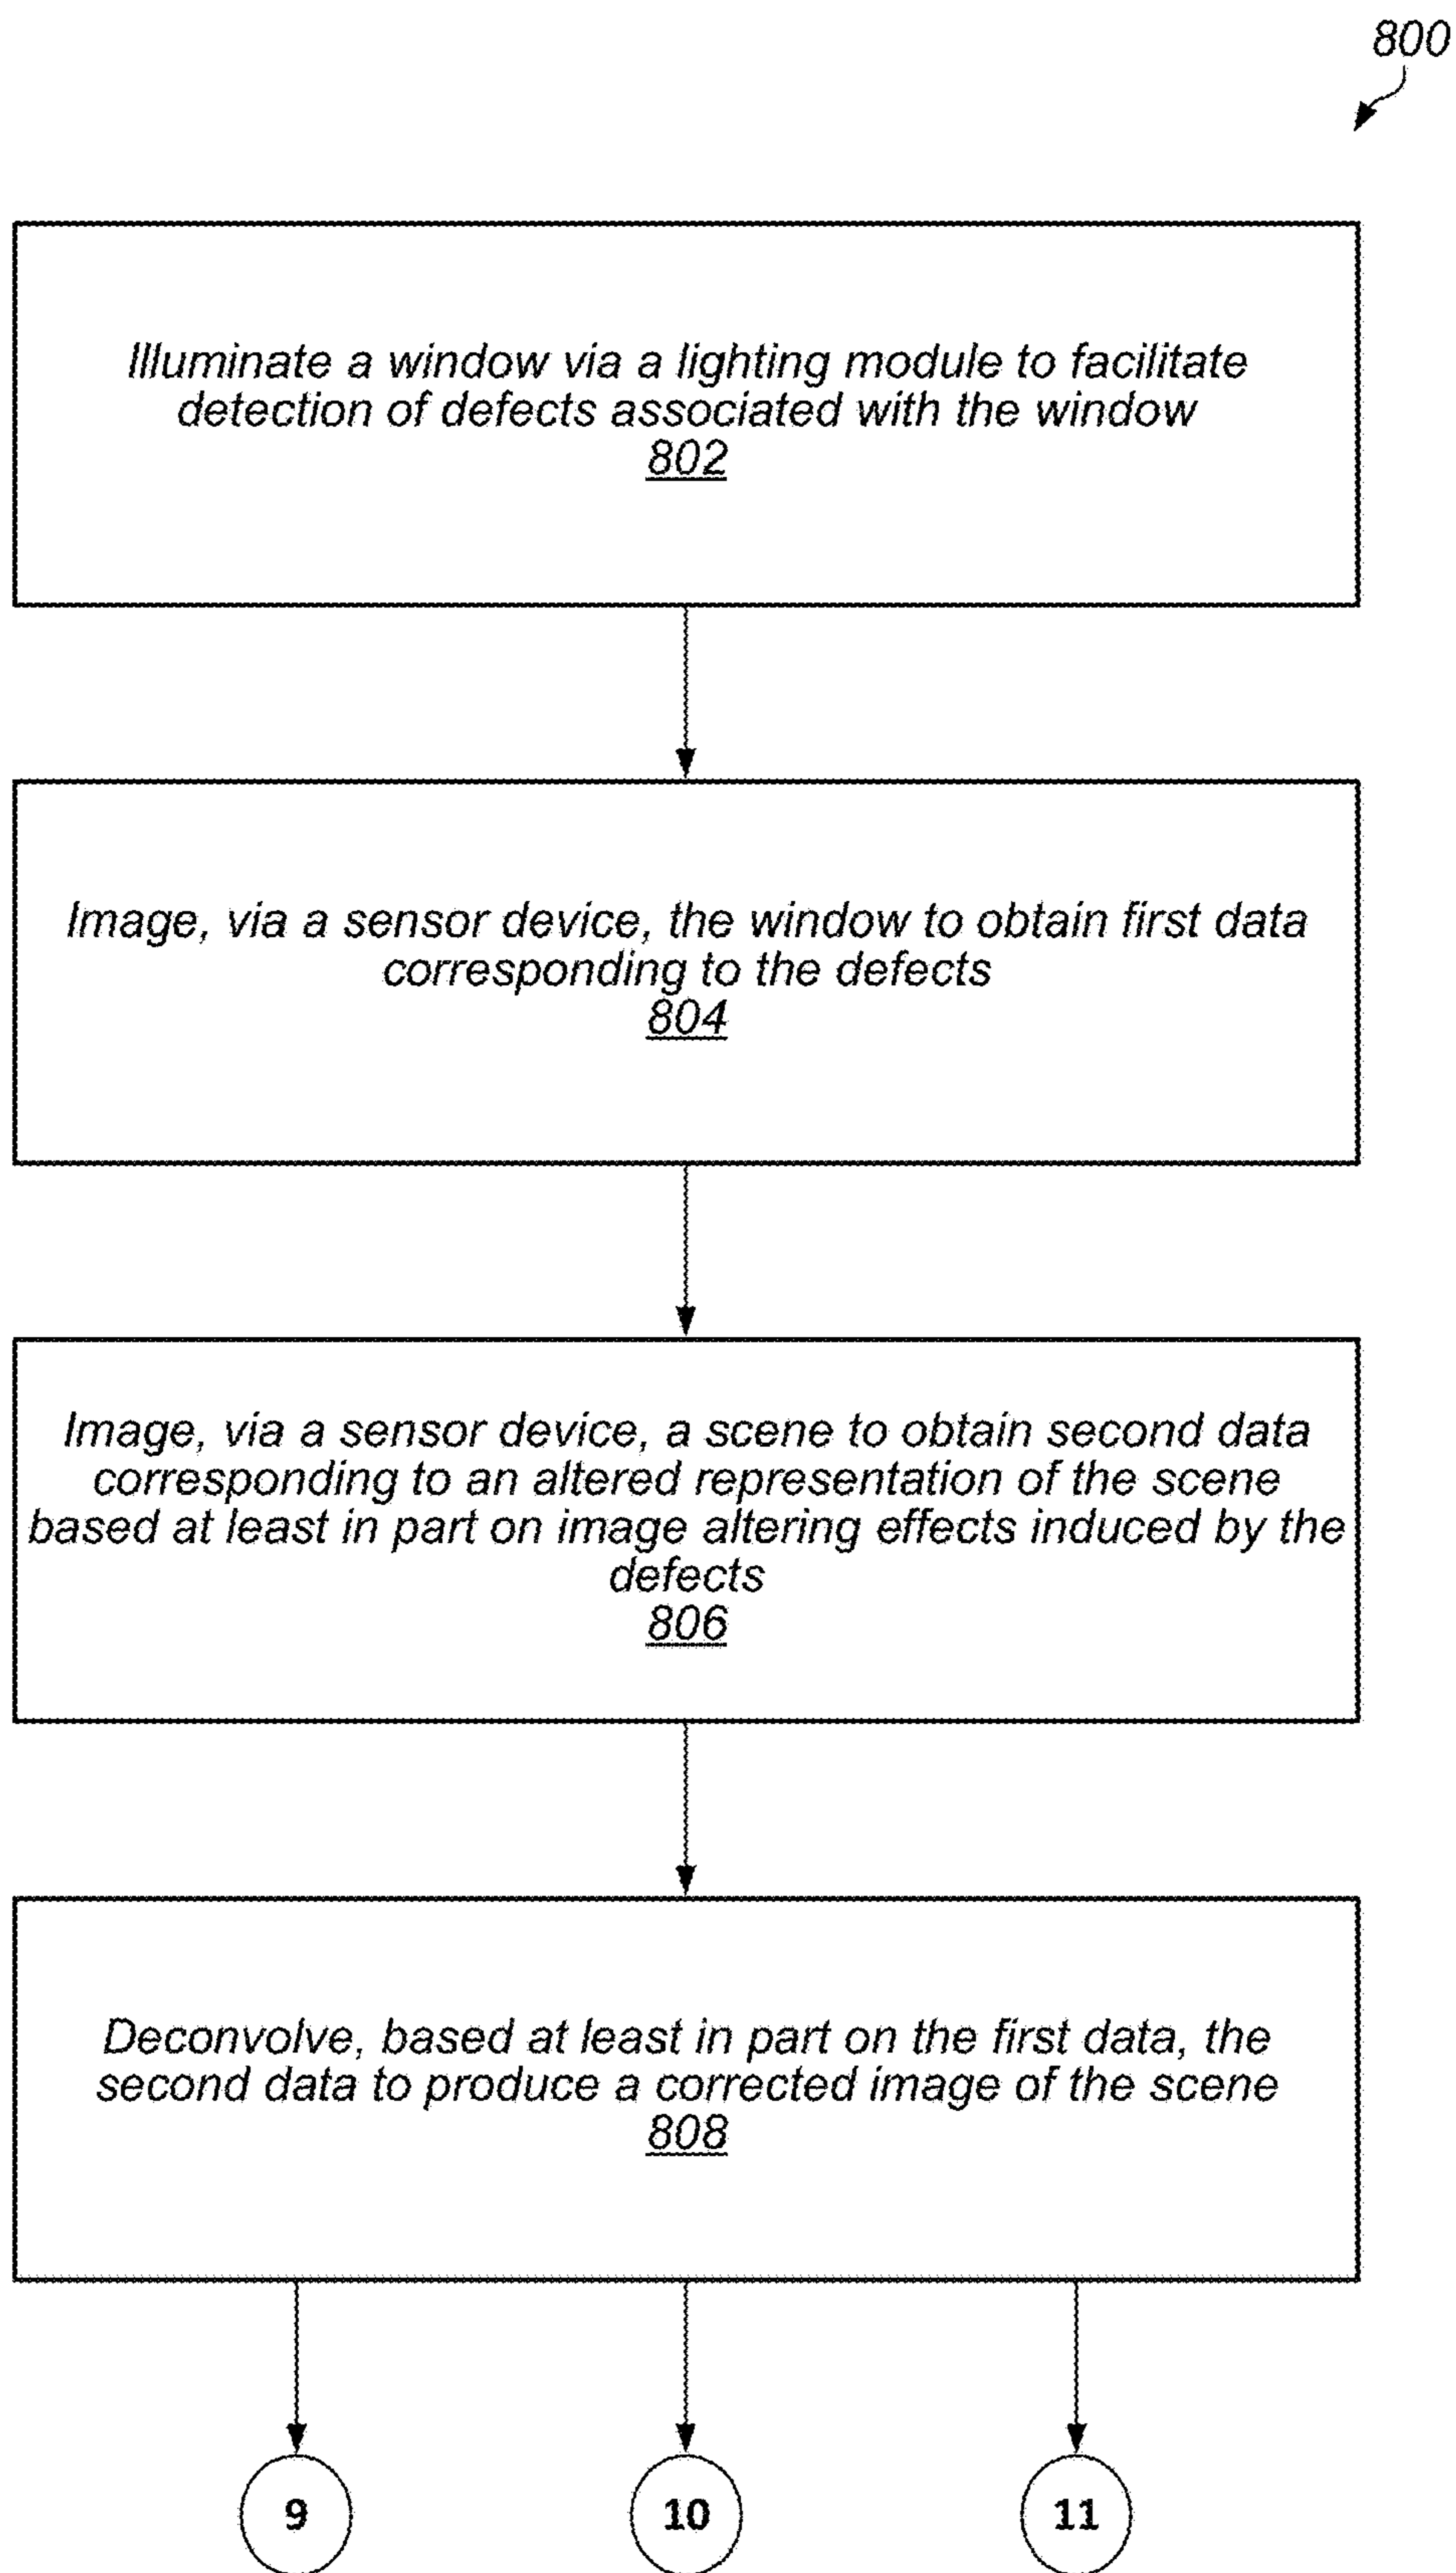 800
Illuminate a window via a lighting module to facilitate
detection of defects associated with the window
802
Image, via a sensor device, the window to obtain first data
corresponding to the defects
804
Image, via a sensor device, a scene to obtain second data
corresponding to an altered representation of the scene
based at least in part on image altering effects induced by the
defects
806
Deconvolve, based at least in part on the first data, the
second data to produce a corrected image of the scene
808
9
10
11